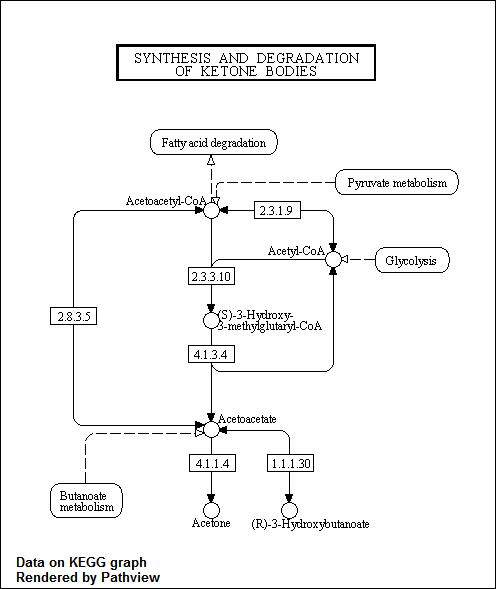 SYNTHESIS AND DEGRADATION
OF KETONE BODIES
Fatty acid degradation
Pyruvate metabolism
Acetoacetyl-CoA
2.3.1.9
Acetyl-CoA
Glycolysis
2.3.3.10
(S)-3-Hydroxy-
3-methylglutaryl-CoA
2.8.3.5
4.1.3.4
Acetoacetate
4.1.1.4
1.1.1.30
Butanoate
metabolism
Acetone
(R)-3-Hydroxybutanoate
Data on KEGG graph
Rendered by Pathview